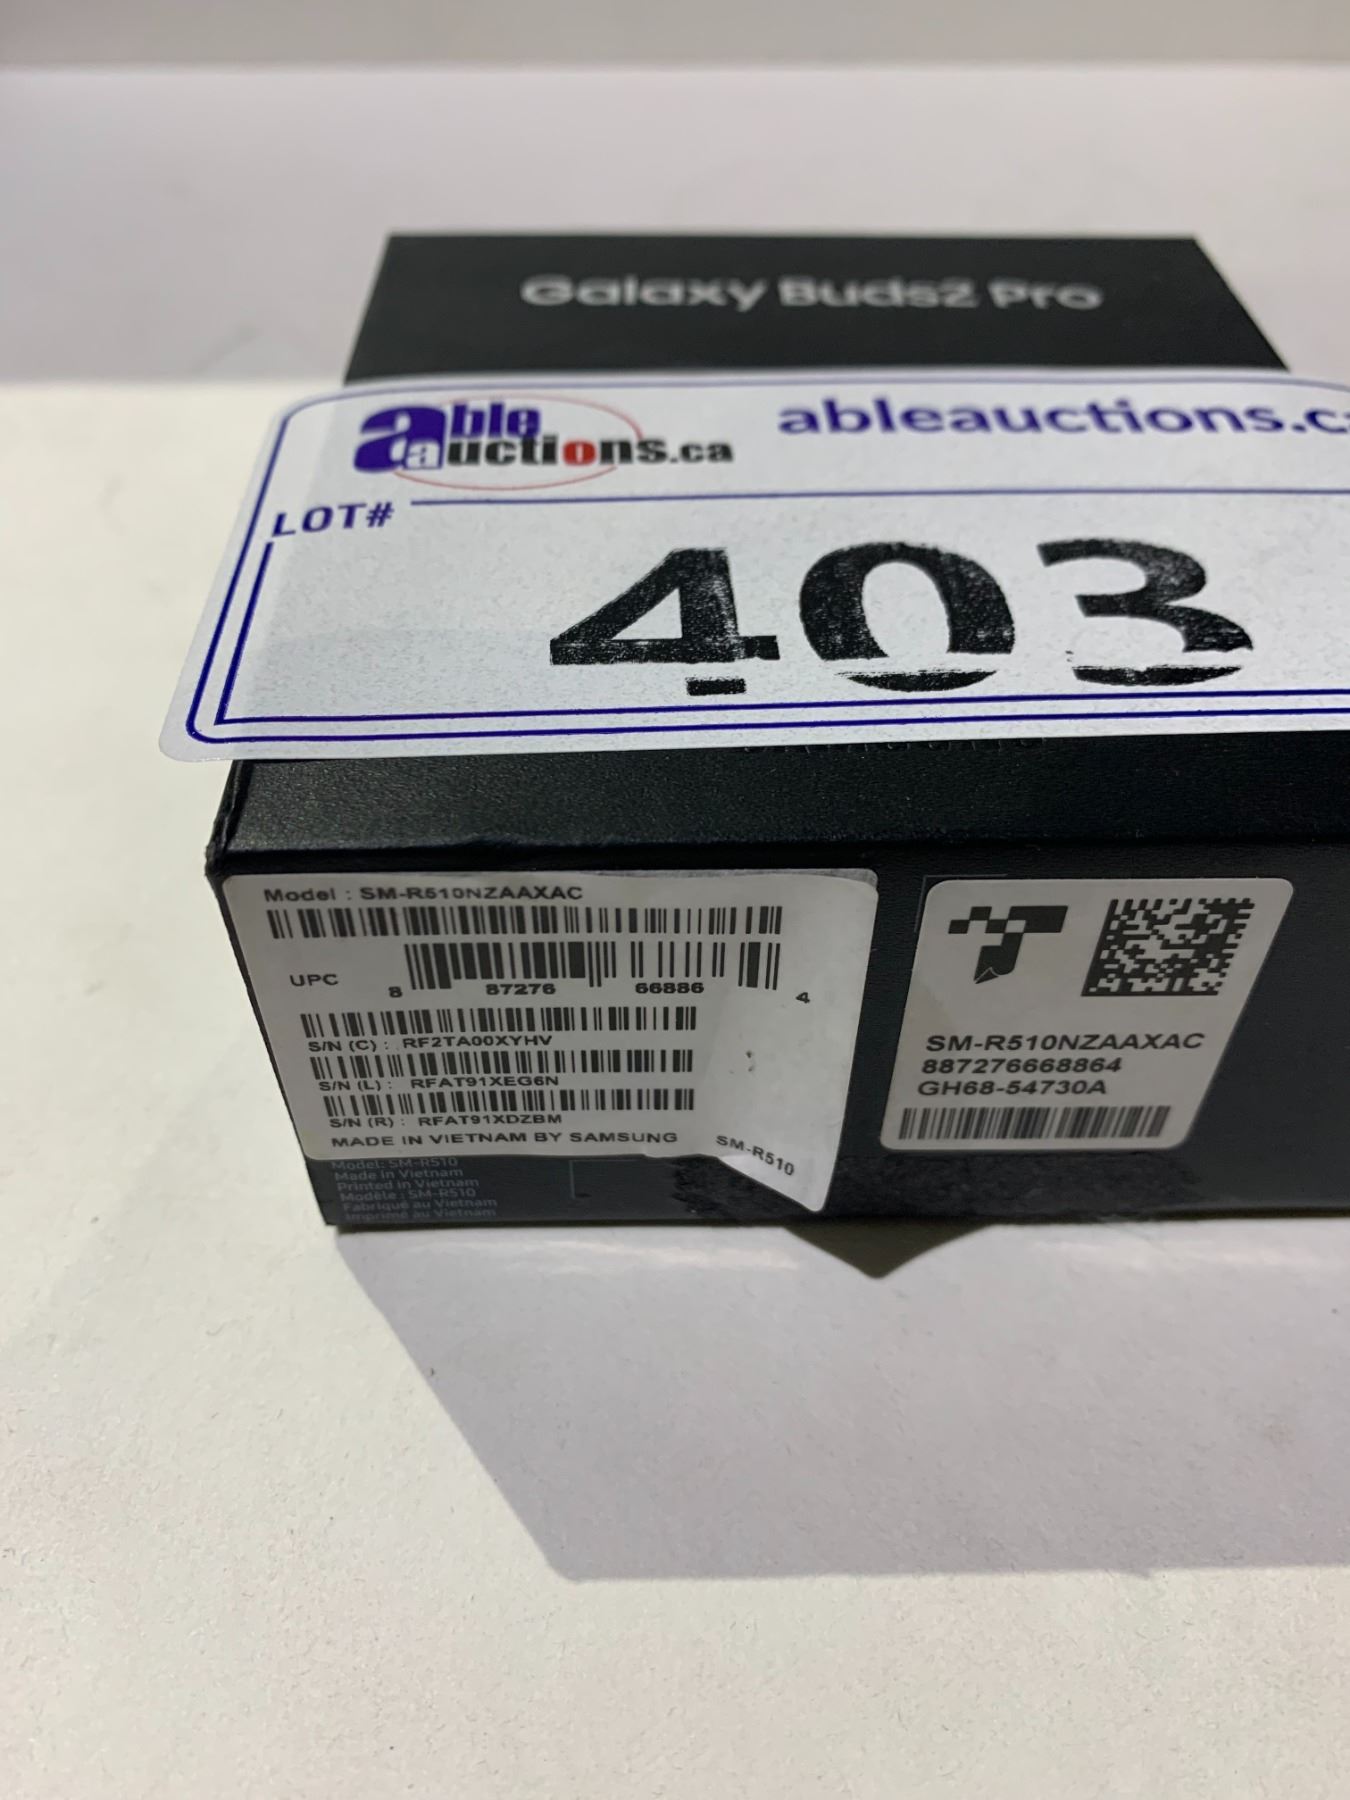 Galaxy Buds2 Pro
able auctions.ca
ableauctions.ca
LOT#
403
Model : SM-R510NZAAXAC
UPC
8 87276 66886 4
S/N (C) : RF2TA00XYHV
S/N (L) : RFAT91XEG6N
S/N (R) : RFAT91XDZBM
MADE IN VIETNAM BY SAMSUNG
SM-R510
Model: SM-R510
Made in Vietnam
Printed in Vietnam
Modèle : SM-R510
Fabriqué au Vietnam
Imprimé au Vietnam
SM-R510NZAAXAC
887276668864
GH68-54730A